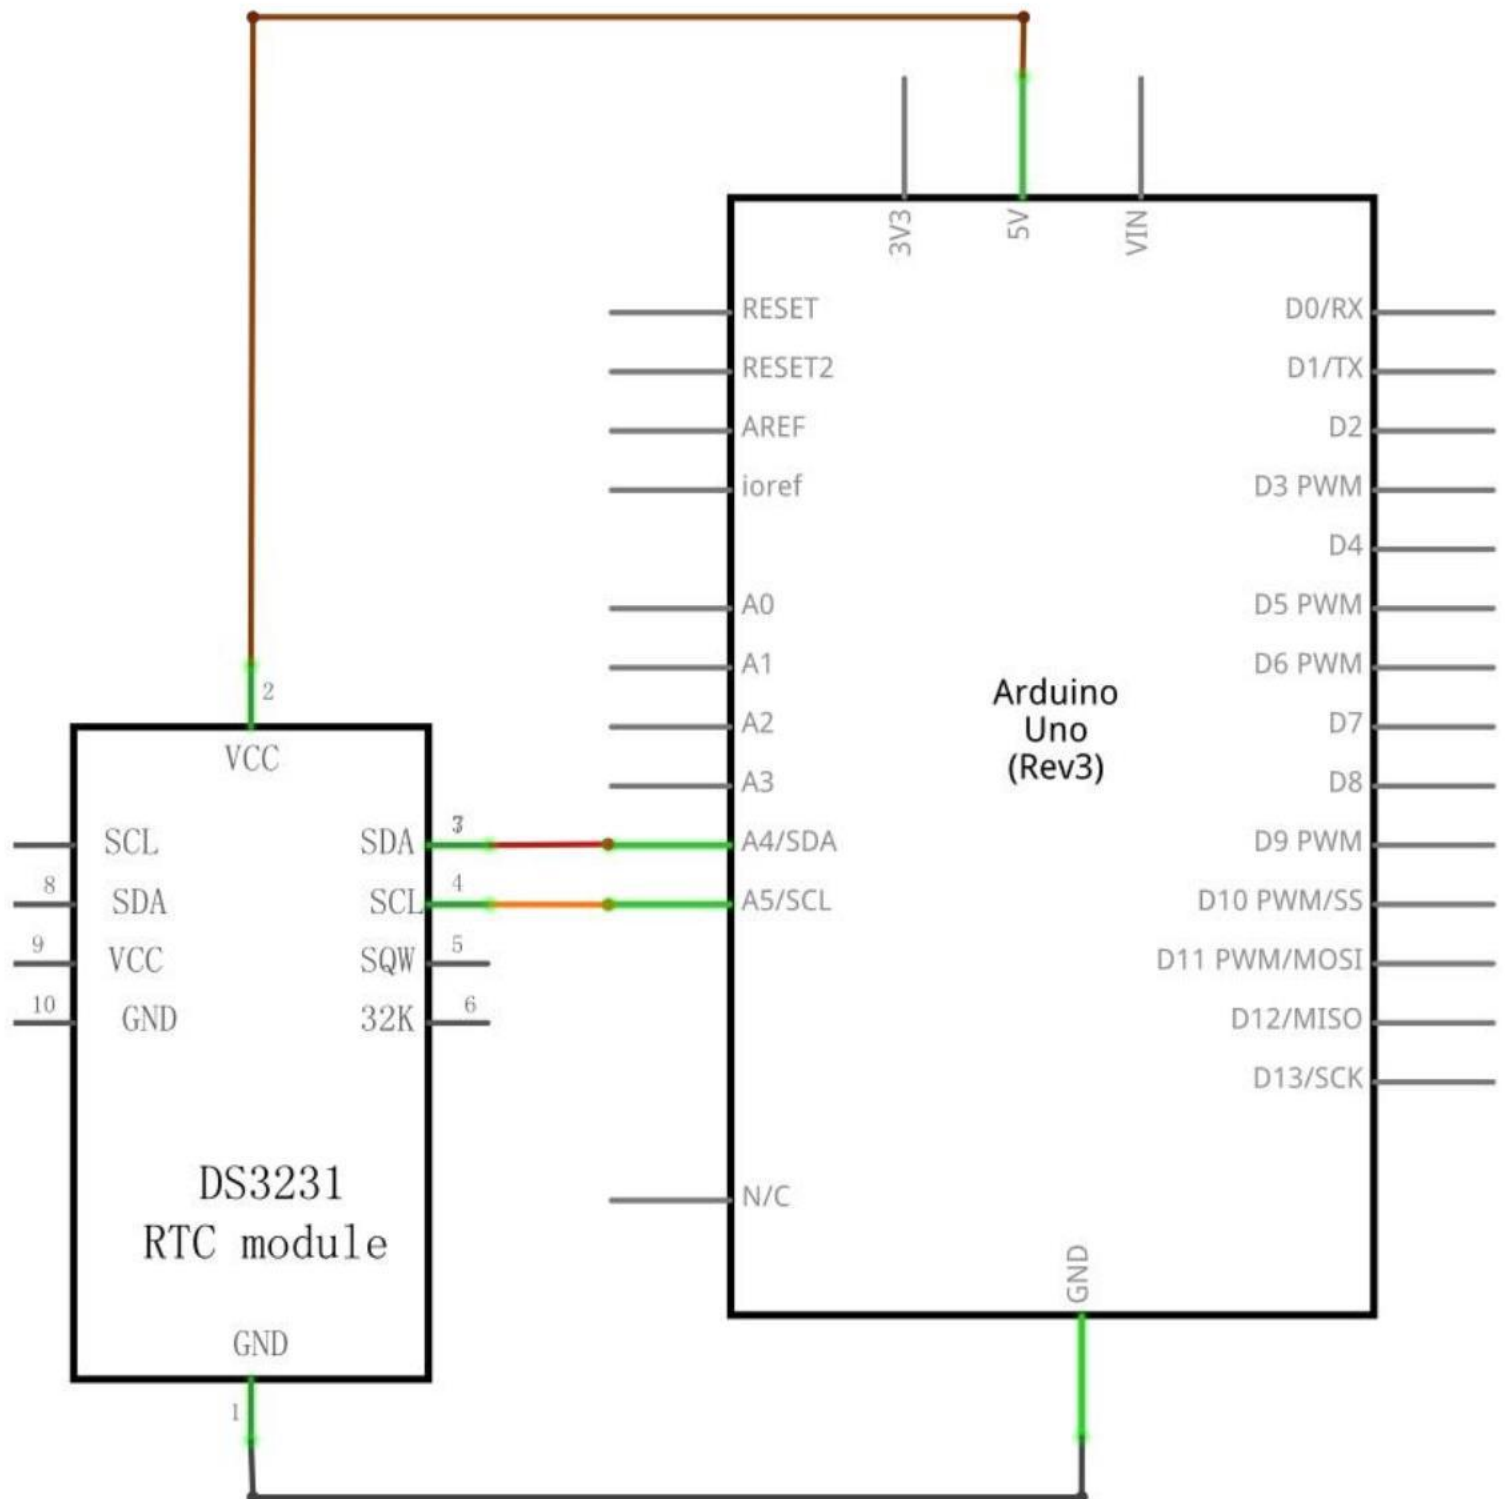 3V3
5V
VIN
RESET
RESET2
AREF
ioref
A0
A1
A2
A3
A4/SDA
A5/SCL
N/C
D0/RX
D1/TX
D2
D3 PWM
D4
D5 PWM
D6 PWM
D7
D8
D9 PWM
D10 PWM/SS
D11 PWM/MOSI
D12/MISO
D13/SCK
Arduino
Uno
(Rev3)
GND
2
VCC
SCL
8
SDA
9
VCC
10
GND
SDA
SCL
4
SQW
5
32K
6
DS3231
RTC module
GND
1